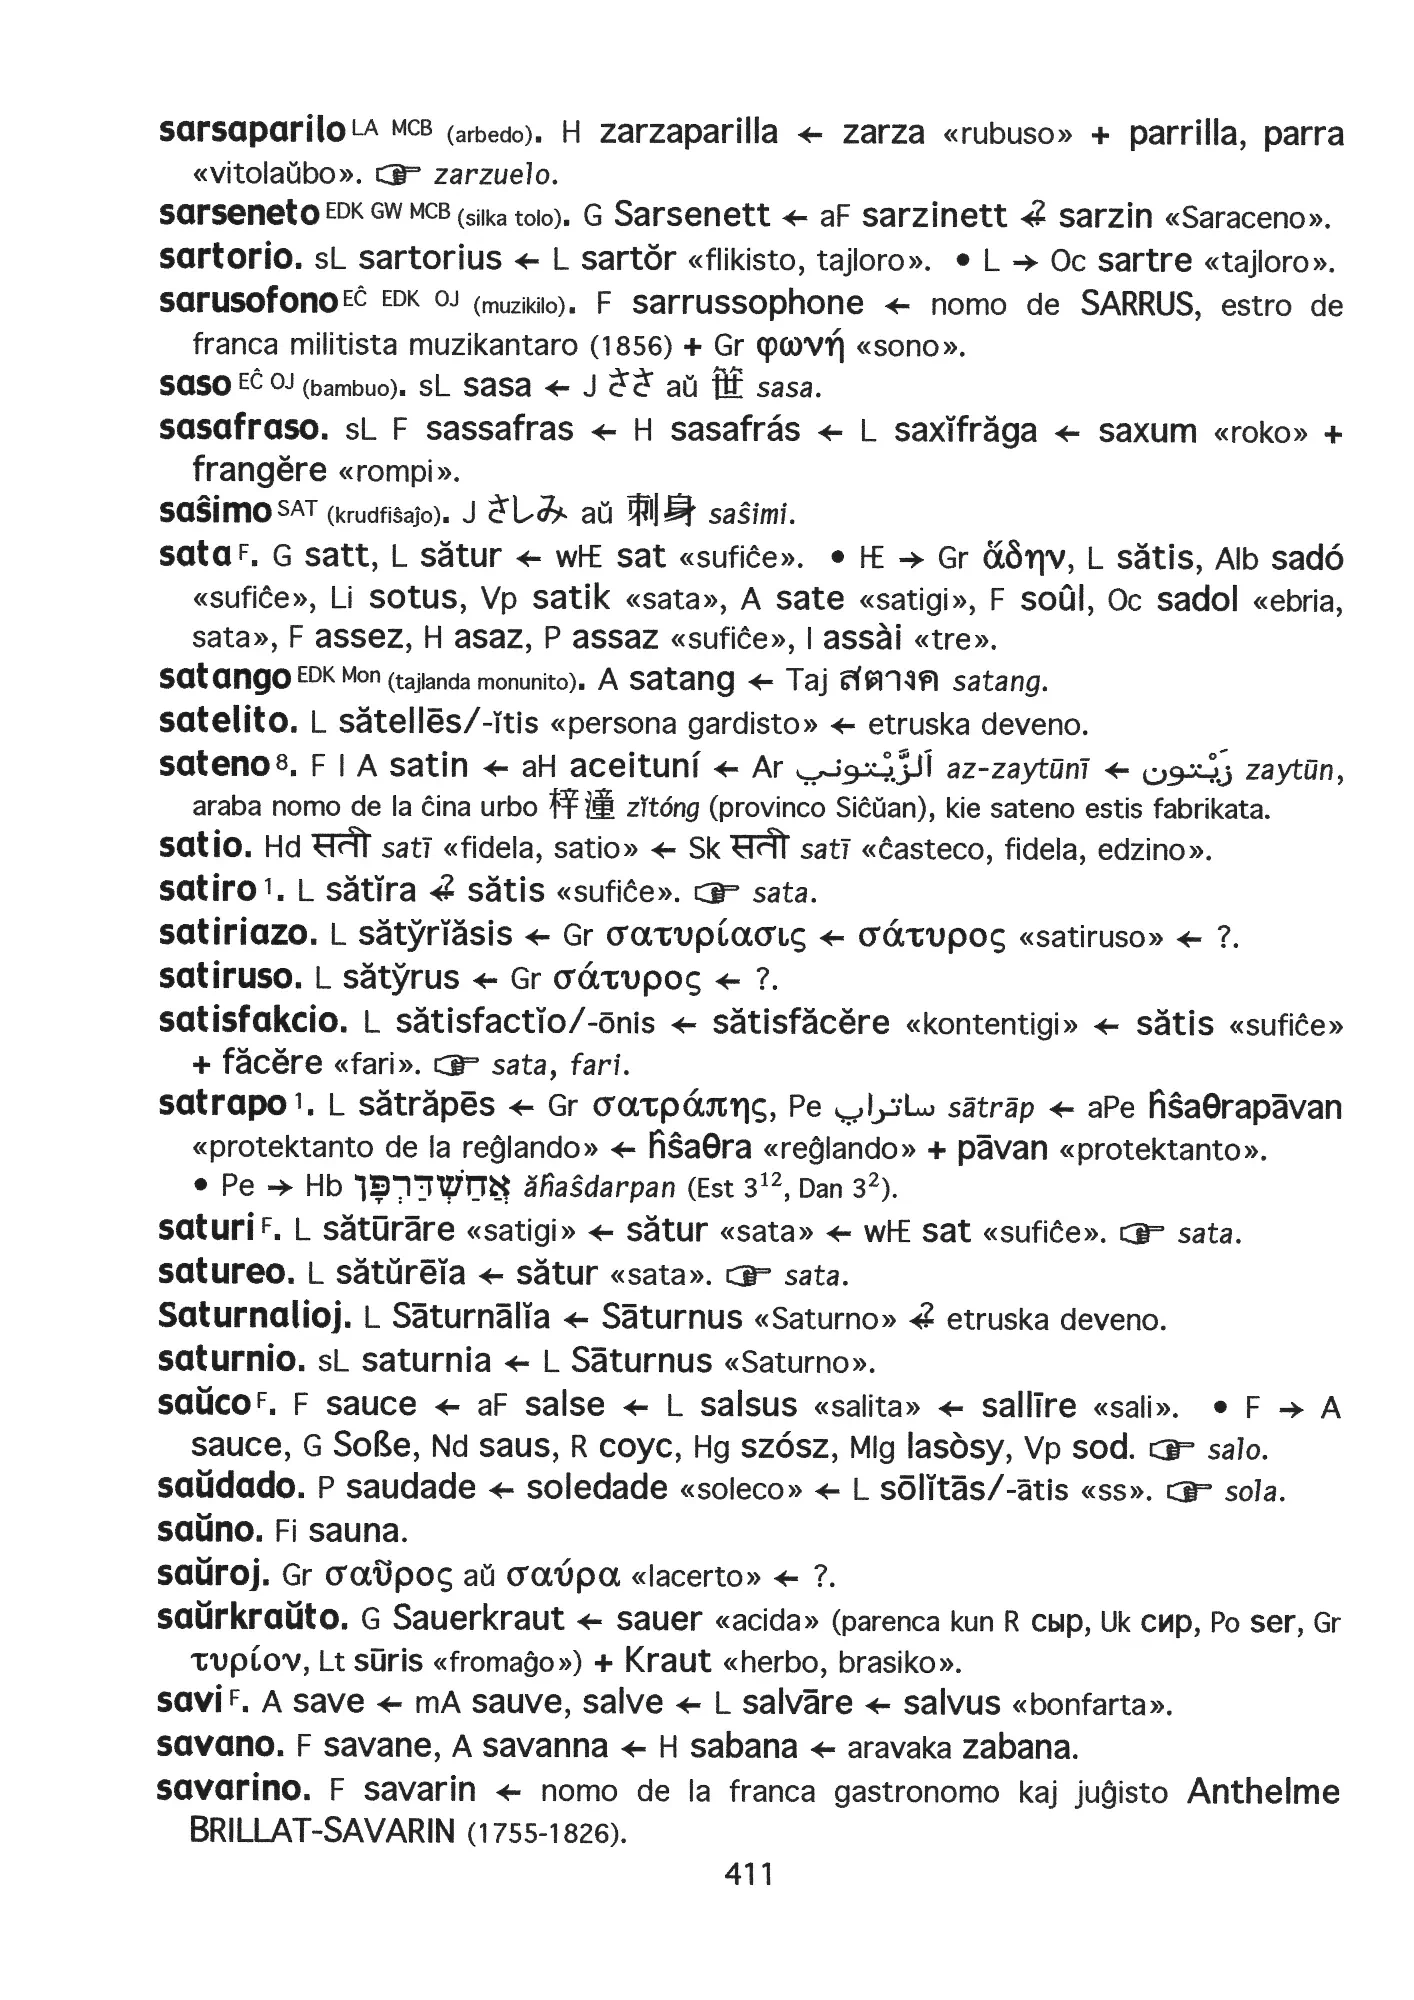 sarsaparilo LA MCB (arbedo). H zarzaparilla ← zarza «rubuso» + parrilla, parra
«vitolaŭbo». ☞ zarzuelo.
sarseneto EDK GW MCB (silka tolo). G Sarsenett ← aF sarzinett ⪪? sarzin «Saraceno».
sartorio. sL sartorius ← L sartŏr «flikisto, tajloro». • L → Oc sartre «tajloro».
sarusofono EĈ EDK OJ (muzikilo). F sarrussophone ← nomo de SARRUS, estro de
franca militista muzikantaro (1856) + Gr φωνή «sono».
saso EĈ OJ (bambuo). sL sasa ← J ささ aŭ 笹 sasa.
sasafraso. sL F sassafras ← H sasafrás ← L saxĭfrăga ← saxum «roko» +
frangĕre «rompi».
saŝimo SAT (krudfiŝaĵo). J さしみ aŭ 刺身 saŝimi.
sata F. G satt, L sătur ← wIE sat «sufiĉe». • IE → Gr ἅδην, L sătis, Alb sadó
«sufiĉe», Li sotus, Vp satik «sata», A sate «satigi», F soûl, Oc sadol «ebria,
sata», F assez, H asaz, P assaz «sufiĉe», I assài «tre».
satango EDK Mon (tajlanda monunito). A satang ← Taj สตางค satang.
satelito. L sătellēs/-ĭtis «persona gardisto» ← etruska deveno.
sateno 8. F I A satin ← aH aceituní ← Ar اَلزَّيْتوني az-zaytūnī ← زَيْتون zaytūn,
araba nomo de la ĉina urbo 梓潼 zǐtóng (provinco Siĉŭan), kie sateno estis fabrikata.
satio. Hd सती satī «fidela, satio» ← Sk सती satī «ĉasteco, fidela, edzino».
satiro 1. L sătĭra ⪪? sătis «sufiĉe». ☞ sata.
satiriazo. L sătўrĭăsis ← Gr σατυρίασις ← σάτυρος «satiruso» ← ?.
satiruso. L sătўrus ← Gr σάτυρος ← ?.
satisfakcio. L sătisfactĭo/-ōnis ← sătisfăcĕre «kontentigi» ← sătis «sufiĉe»
+ făcĕre «fari». ☞ sata, fari.
satrapo 1. L sătrăpēs ← Gr σατράπης, Pe ساتراپ sātrāp ← aPe ĥŝaθrapāvan
«protektanto de la reĝlando» ← ĥŝaθra «reĝlando» + pāvan «protektanto».
• Pe → Hb אֲחַשְׁדַּרְפָּן ăĥaŝdarpan (Est 3¹², Dan 3²).
saturi F. L sătūrāre «satigi» ← sătur «sata» ← wIE sat «sufiĉe». ☞ sata.
satureo. L sătŭrēĭa ← sătur «sata». ☞ sata.
Saturnalioj. L Sāturnālĭa ← Sāturnus «Saturno» ⪪? etruska deveno.
saturnio. sL saturnia ← L Sāturnus «Saturno».
saŭco F. F sauce ← aF salse ← L salsus «salita» ← sallīre «sali». • F → A
sauce, G Soße, Nd saus, R соус, Hg szósz, Mlg lasòsy, Vp sod. ☞ salo.
saŭdado. P saudade ← soledade «soleco» ← L sōlĭtās/-ātis «ss». ☞ sola.
saŭno. Fi sauna.
saŭroj. Gr σαῦρος aŭ σαύρα «lacerto» ← ?.
saŭrkraŭto. G Sauerkraut ← sauer «acida» (parenca kun R сыр, Uk сир, Po ser, Gr
τυρίον, Lt sūris «fromaĝo») + Kraut «herbo, brasiko».
savi F. A save ← mA sauve, salve ← L salvāre ← salvus «bonfarta».
savano. F savane, A savanna ← H sabana ← aravaka zabana.
savarino. F savarin ← nomo de la franca gastronomo kaj juĝisto Anthelme
BRILLAT-SAVARIN (1755-1826).
411